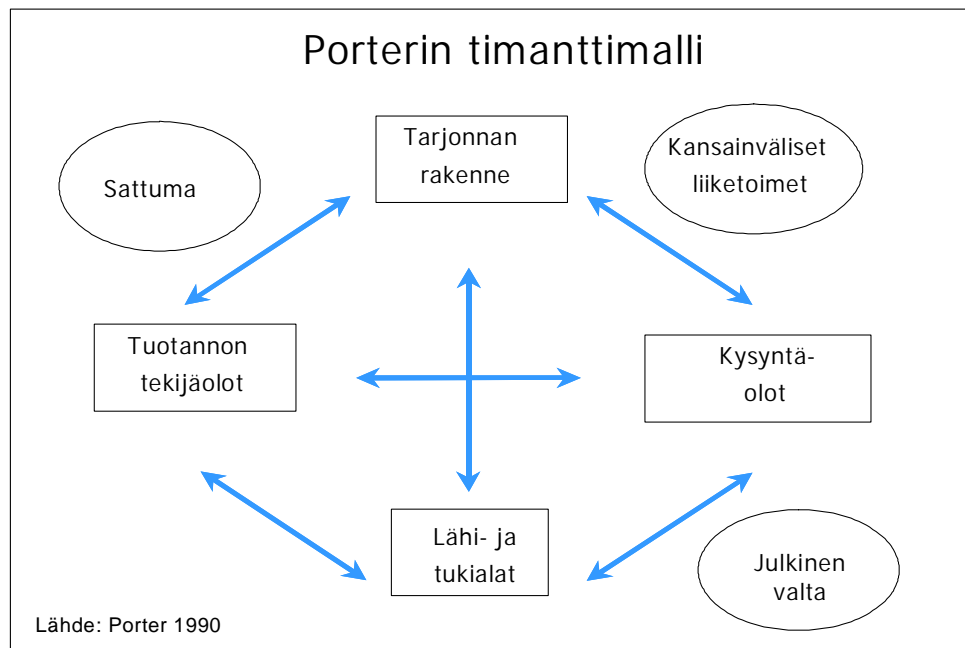 Porterin timanttimalli
Sattuma
Tarjonnan
rakenne
Kansainväliset
liiketoimet
Tuotannon
tekijäolot
Kysyntä-
olot
Lähi- ja
tukialat
Julkinen
valta
Lähde: Porter 1990